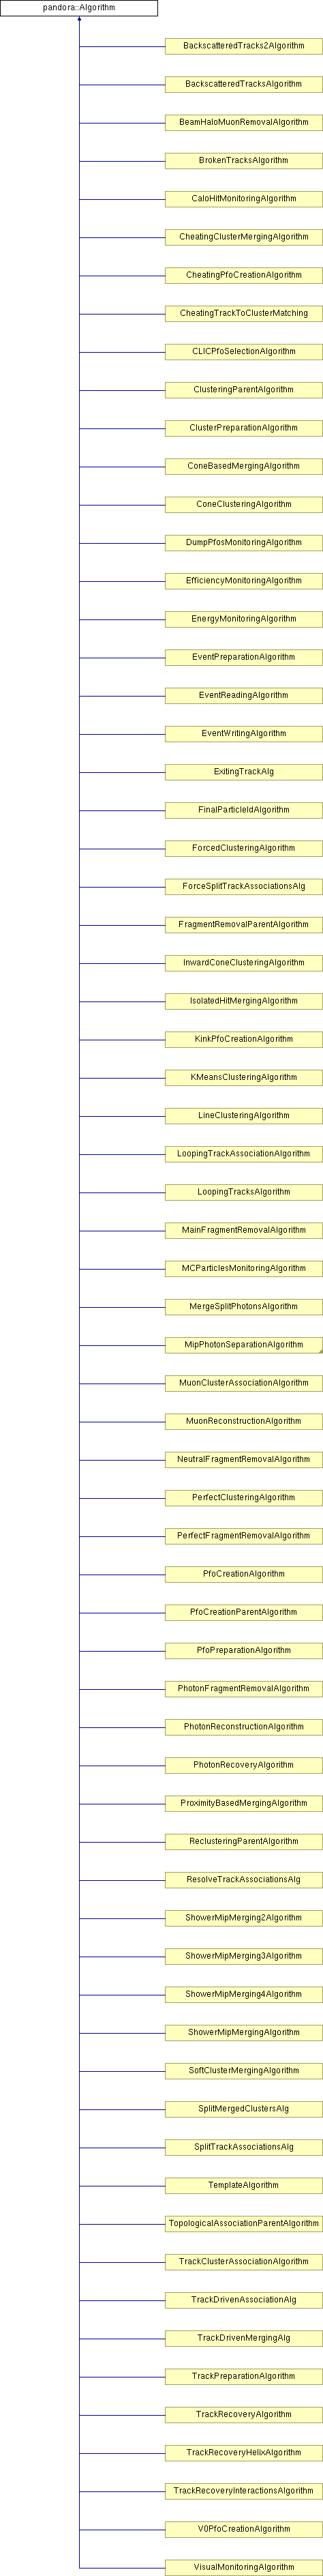 pandora::Algorithm
BackscatteredTracks2Algorithm
BackscatteredTracksAlgorithm
BeamHaloMuonRemovalAlgorithm
BrokenTracksAlgorithm
CaloHitMonitoringAlgorithm
CheatingClusterMergingAlgorithm
CheatingPfoCreationAlgorithm
CheatingTrackToClusterMatching
CLICPfoSelectionAlgorithm
ClusteringParentAlgorithm
ClusterPreparationAlgorithm
ConeBasedMergingAlgorithm
ConeClusteringAlgorithm
DumpPfosMonitoringAlgorithm
EfficiencyMonitoringAlgorithm
EnergyMonitoringAlgorithm
EventPreparationAlgorithm
EventReadingAlgorithm
EventWritingAlgorithm
ExitingTrackAlg
FinalParticleIdAlgorithm
ForcedClusteringAlgorithm
ForceSplitTrackAssociationsAlg
FragmentRemovalParentAlgorithm
InwardConeClusteringAlgorithm
IsolatedHitMergingAlgorithm
KinkPfoCreationAlgorithm
KMeansClusteringAlgorithm
LineClusteringAlgorithm
LoopingTrackAssociationAlgorithm
LoopingTracksAlgorithm
MainFragmentRemovalAlgorithm
MCParticlesMonitoringAlgorithm
MergeSplitPhotonsAlgorithm
MipPhotonSeparationAlgorithm
MuonClusterAssociationAlgorithm
MuonReconstructionAlgorithm
NeutralFragmentRemovalAlgorithm
PerfectClusteringAlgorithm
PerfectFragmentRemovalAlgorithm
PfoCreationAlgorithm
PfoCreationParentAlgorithm
PfoPreparationAlgorithm
PhotonFragmentRemovalAlgorithm
PhotonReconstructionAlgorithm
PhotonRecoveryAlgorithm
ProximityBasedMergingAlgorithm
ReclusteringParentAlgorithm
ResolveTrackAssociationsAlg
ShowerMipMerging2Algorithm
ShowerMipMerging3Algorithm
ShowerMipMerging4Algorithm
ShowerMipMergingAlgorithm
SoftClusterMergingAlgorithm
SplitMergedClustersAlg
SplitTrackAssociationsAlg
TemplateAlgorithm
TopologicalAssociationParentAlgorithm
TrackClusterAssociationAlgorithm
TrackDrivenAssociationAlg
TrackDrivenMergingAlg
TrackPreparationAlgorithm
TrackRecoveryAlgorithm
TrackRecoveryHelixAlgorithm
TrackRecoveryInteractionsAlgorithm
V0PfoCreationAlgorithm
VisualMonitoringAlgorithm